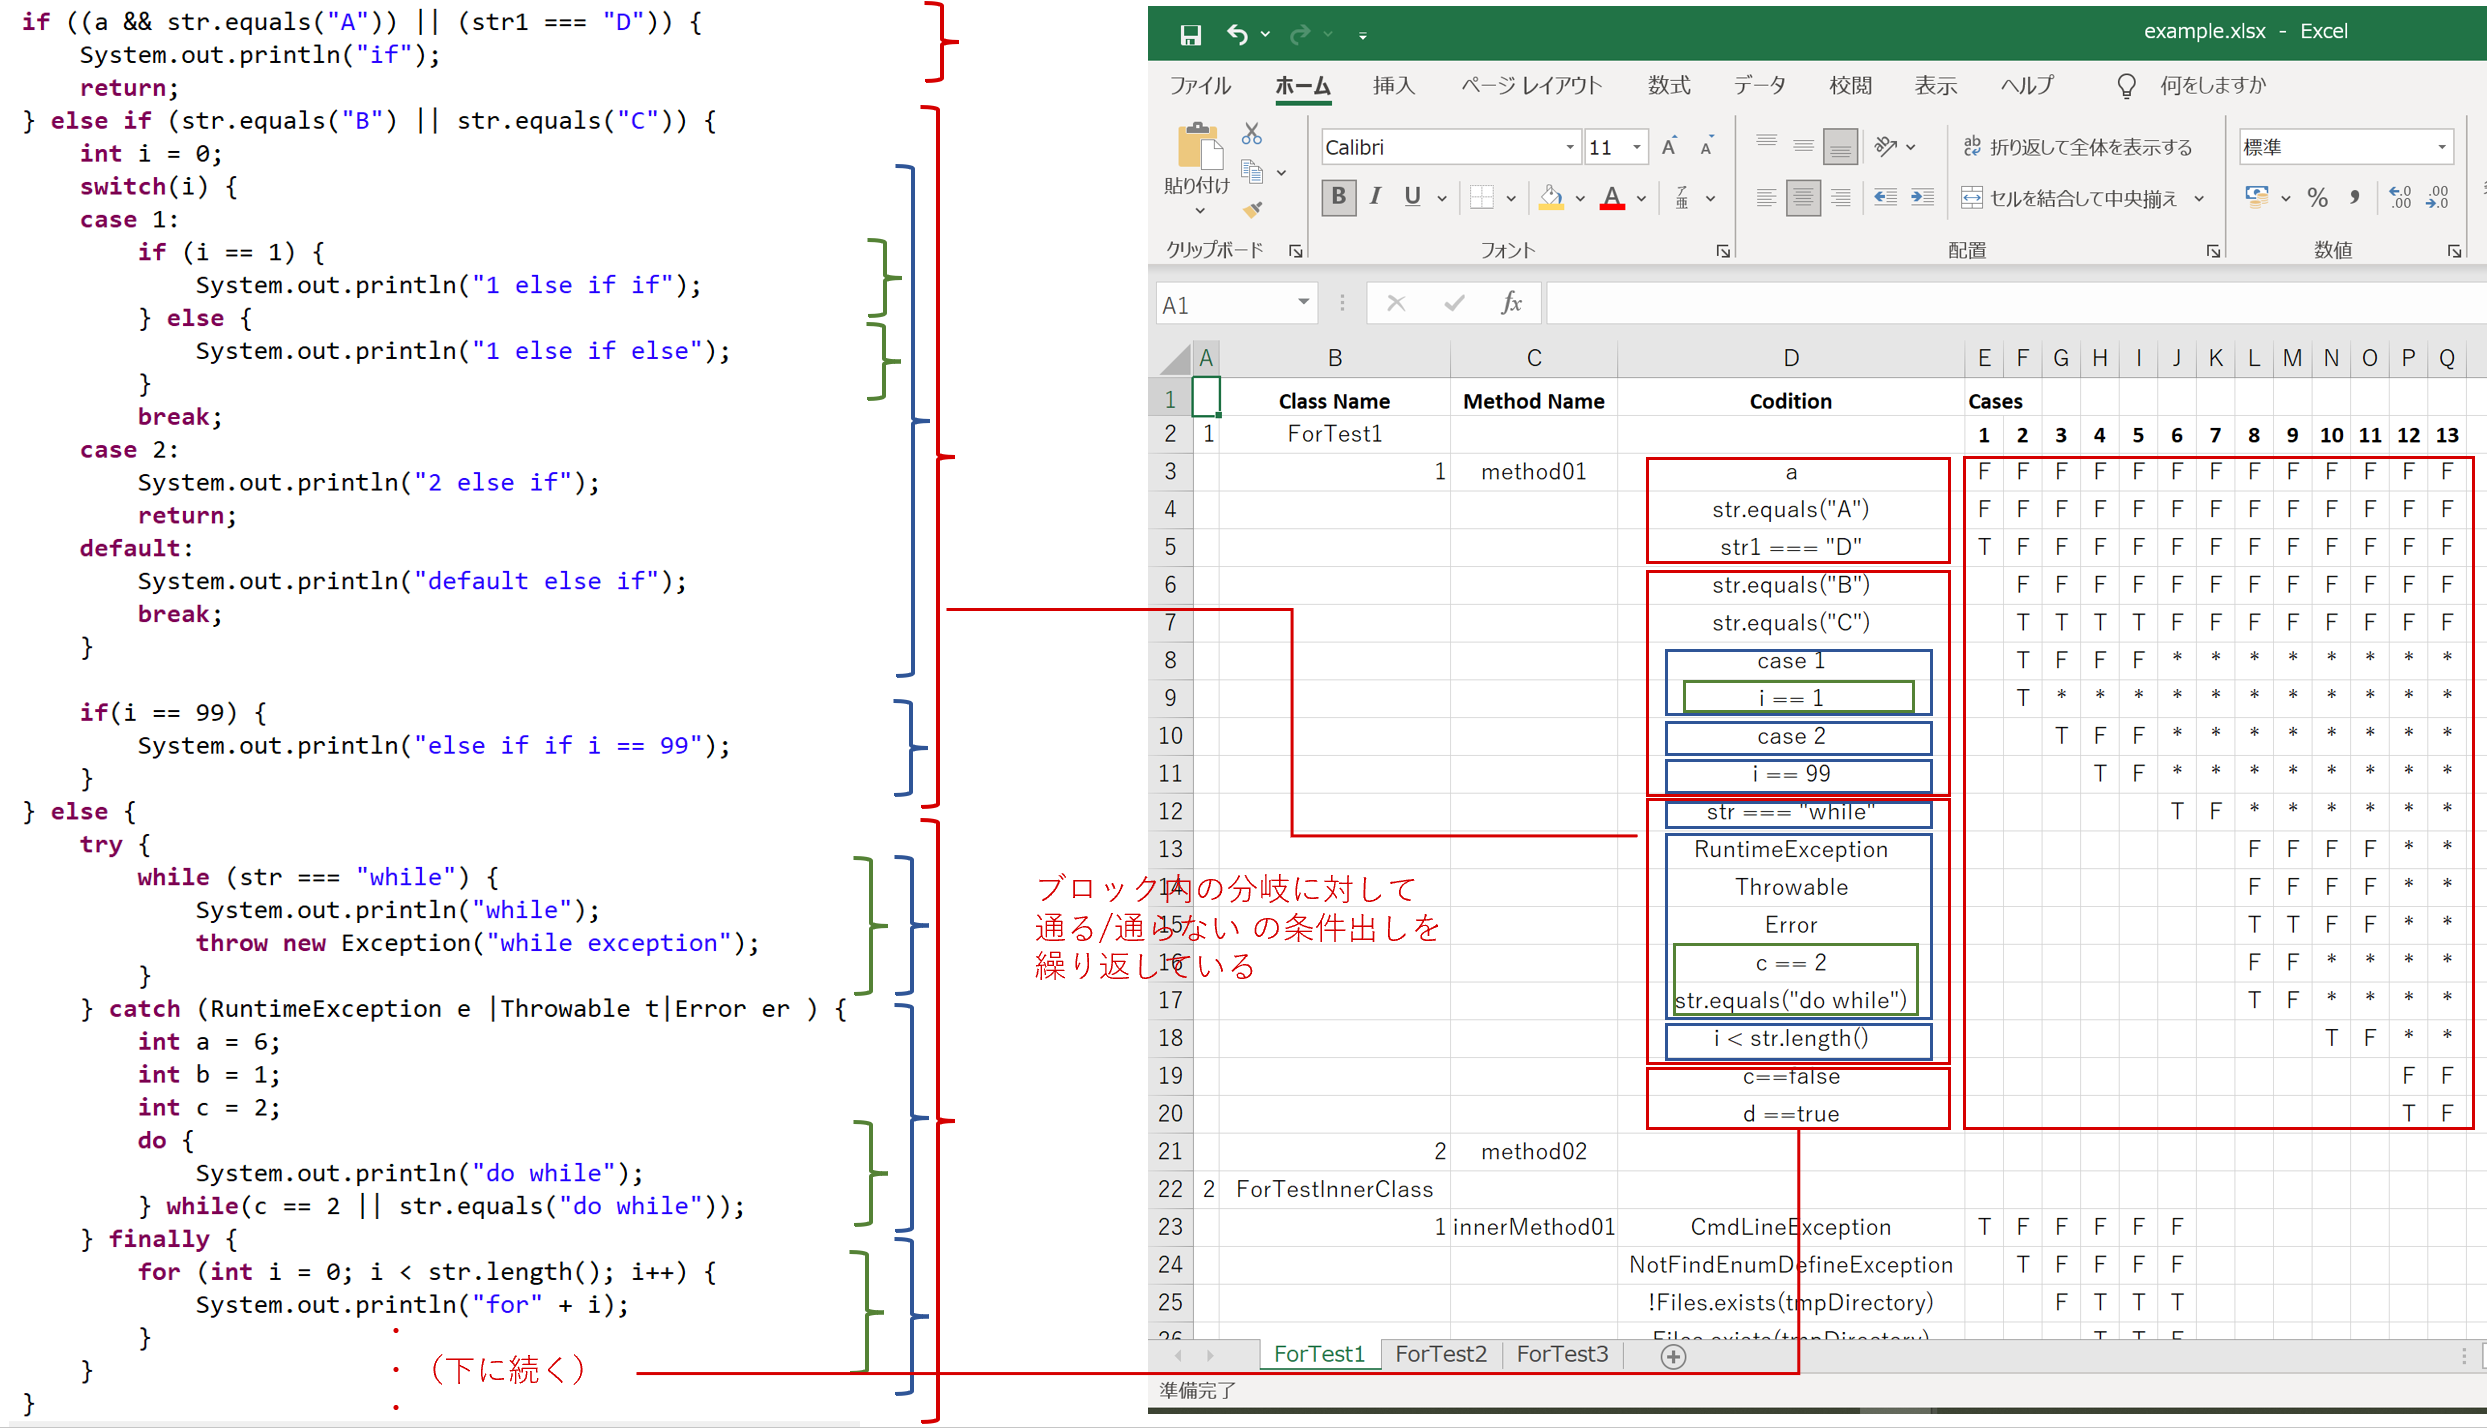 if ((a && str.equals("A")) || (str1 === "D")) {
System.out.println("if");
return;
} else if (str.equals("B") || str.equals("C")) {
int i = 0;
switch(i) {
case 1:
if (i == 1) {
System.out.println("1 else if if");
} else {
System.out.println("1 else if else");
}
break;
case 2:
System.out.println("2 else if");
return;
default:
System.out.println("default else if");
break;
}
if(i == 99) {
System.out.println("else if if i == 99");
}
} else {
try {
while (str === "while") {
System.out.println("while");
throw new Exception("while exception");
}
} catch (RuntimeException e |Throwable t|Error er ) {
int a = 6;
int b = 1;
int c = 2;
do {
System.out.println("do while");
} while(c == 2 || str.equals("do while"));
} finally {
for (int i = 0; i < str.length(); i++) {
System.out.println("for" + i);
}
}
}
・
・ (下に続く)
・
ブロック内の分岐に対して
通る/通らない の条件出しを
繰り返している
example.xlsx - Excel
ファイル ホーム 挿入 ページ レイアウト 数式 データ 校閲 表示 ヘルプ 何をしますか
貼り付け
Calibri 11
B I U A
ab 折り返して全体を表示する
セルを結合して中央揃え
標準
% , .00
クリップボード フォント 配置 数値
A1 fx
A B C D E F G H I J K L M N O P Q
1 Class Name Method Name Codition Cases
2 1 ForTest1 1 2 3 4 5 6 7 8 9 10 11 12 13
3 1 method01 a F F F F F F F F F F F F F
4 str.equals("A") F F F F F F F F F F F F F
5 str1 === "D" T F F F F F F F F F F F F
6 str.equals("B") F F F F F F F F F F F F
7 str.equals("C") T T T T F F F F F F F F
8 case 1 T F F F * * * * * * * *
9 i == 1 T * * * * * * * * * * *
10 case 2 T F F * * * * * * * *
11 i == 99 T F * * * * * * * *
12 str === "while" T F * * * * * *
13 RuntimeException F F F F * *
14 Throwable F F F F * *
15 Error T T F F * *
16 c == 2 F F * * * *
17 str.equals("do while") T F * * * *
18 i < str.length() T F * *
19 c==false F F
20 d ==true T F
21 2 method02
22 2 ForTestInnerClass
23 1 innerMethod01 CmdLineException T F F F F F
24 NotFindEnumDefineException T F F F F
25 !Files.exists(tmpDirectory) F T T T
26 Files.exists(tmpDirectory) T T F
ForTest1 ForTest2 ForTest3
準備完了